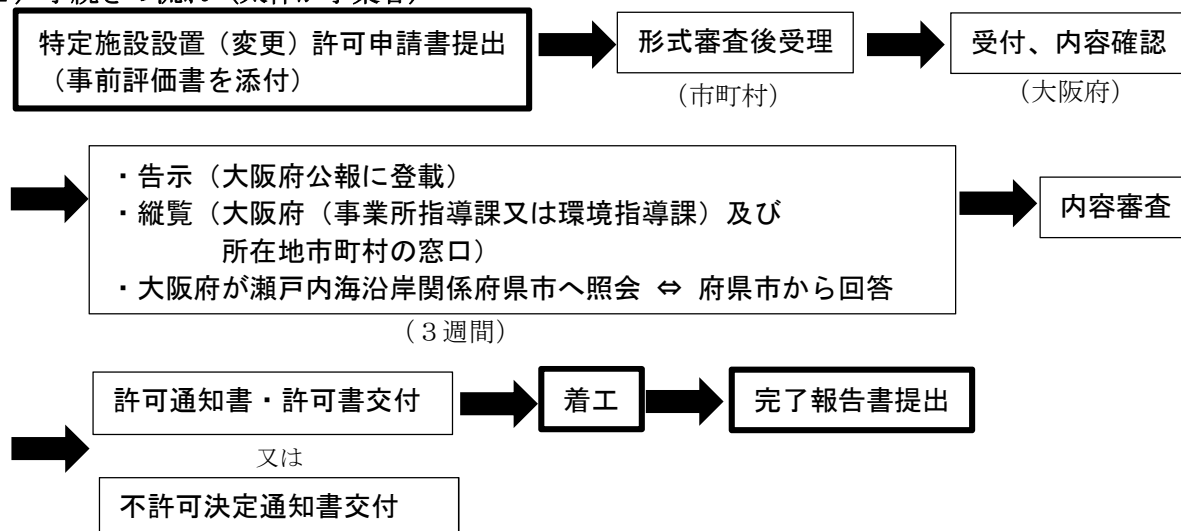 特定施設設置（変更）許可申請書提出
（事前評価書を添付）
形式審査後受理
（市町村）
受付、内容確認
（大阪府）
・告示（大阪府公報に登載）
・縦覧（大阪府（事業所指導課又は環境指導課）及び
所在地市町村の窓口）
・大阪府が瀬戸内海沿岸関係府県市へ照会 ⇔ 府県市から回答
（３週間）
内容審査
許可通知書・許可書交付
又は
不許可決定通知書交付
着工
完了報告書提出